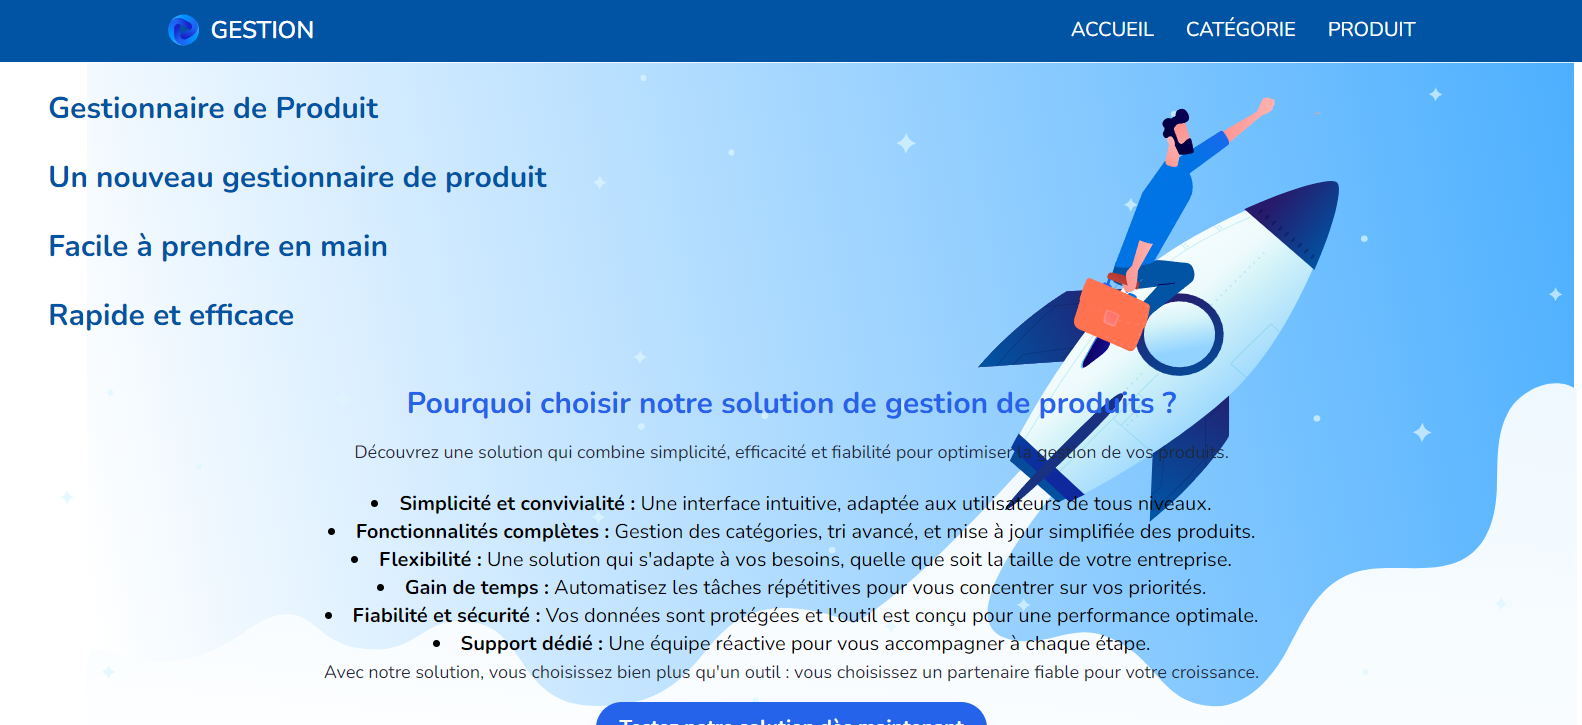 GESTION
ACCUEIL CATÉGORIE PRODUIT
Gestionnaire de Produit
Un nouveau gestionnaire de produit
Facile à prendre en main
Rapide et efficace
Pourquoi choisir notre solution de gestion de produits ?
Découvrez une solution qui combine simplicité, efficacité et fiabilité pour optimiser la gestion de vos produits.
• Simplicité et convivialité : Une interface intuitive, adaptée aux utilisateurs de tous niveaux.
• Fonctionnalités complètes : Gestion des catégories, tri avancé, et mise à jour simplifiée des produits.
• Flexibilité : Une solution qui s'adapte à vos besoins, quelle que soit la taille de votre entreprise.
• Gain de temps : Automatisez les tâches répétitives pour vous concentrer sur vos priorités.
• Fiabilité et sécurité : Vos données sont protégées et l'outil est conçu pour une performance optimale.
• Support dédié : Une équipe réactive pour vous accompagner à chaque étape.
Avec notre solution, vous choisissez bien plus qu'un outil : vous choisissez un partenaire fiable pour votre croissance.
Testez notre solution dès maintenant